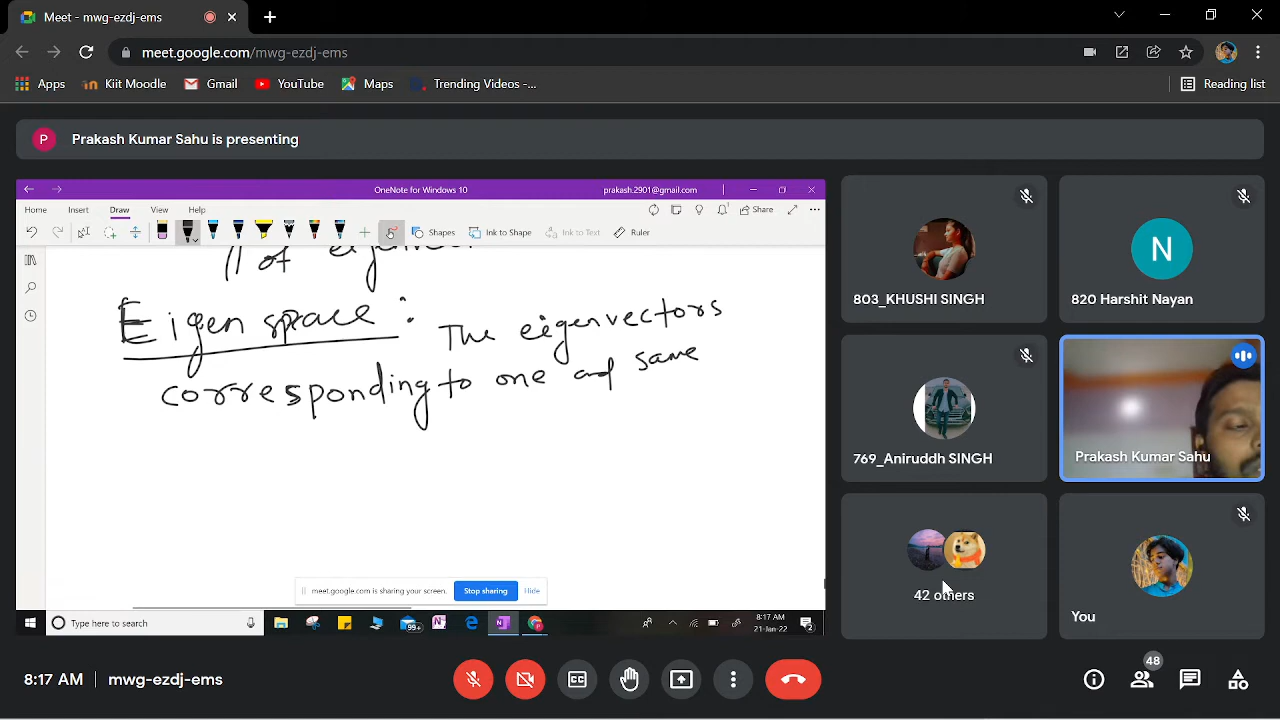 Meet - mwg-ezdj-ems
meet.google.com/mwg-ezdj-ems
Apps Kiit Moodle Gmail YouTube Maps Trending Videos -... Reading list
P Prakash Kumar Sahu is presenting
OneNote for Windows 10 prakash.2901@gmail.com
Home Insert Draw View Help Share
Shapes Ink to Shape Ink to Text Ruler
of
Eigen space : The eigenvectors
corresponding to one and same
meet.google.com is sharing your screen. Stop sharing Hide
Type here to search 99+ 8:17 AM
21-Jan-22 2
803_KHUSHI SINGH
N
820 Harshit Nayan
769_Aniruddh SINGH
Prakash Kumar Sahu
42 others
You
8:17 AM mwg-ezdj-ems 48